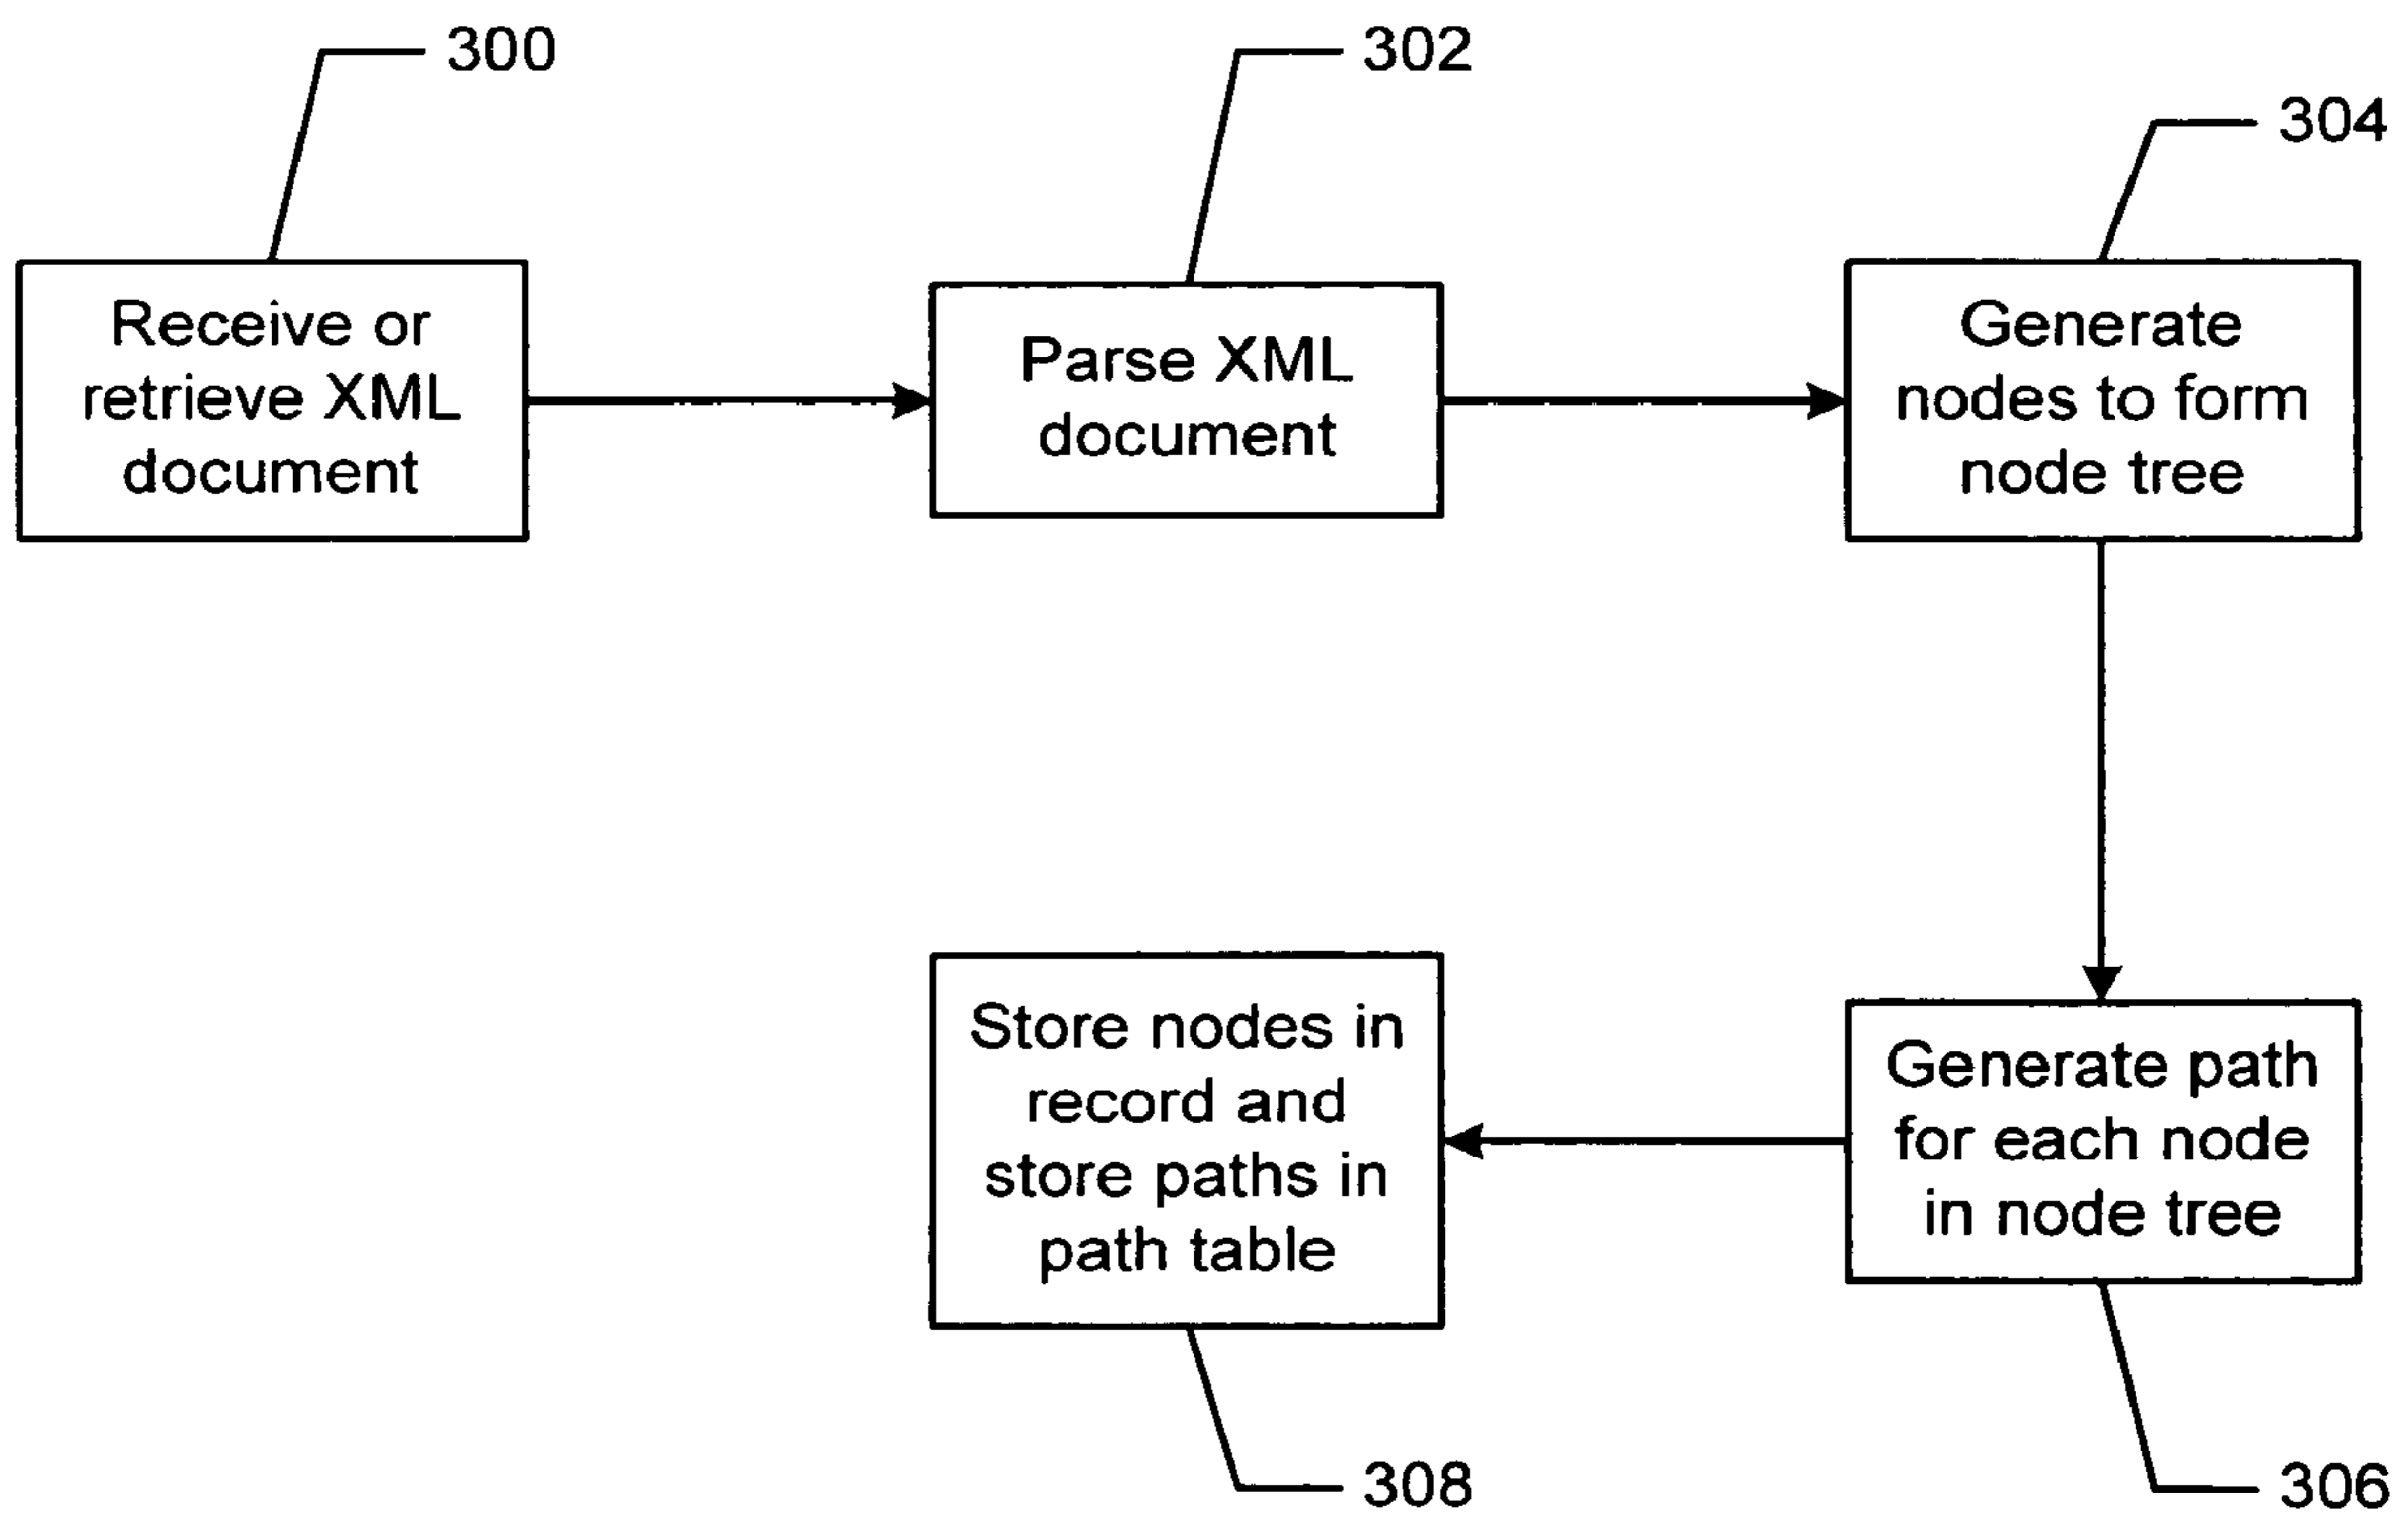 300
302
304
Receive or
retrieve XML
document
Parse XML
document
Generate
nodes to form
node tree
Store nodes in
record and
store paths in
path table
Generate path
for each node
in node tree
308
306